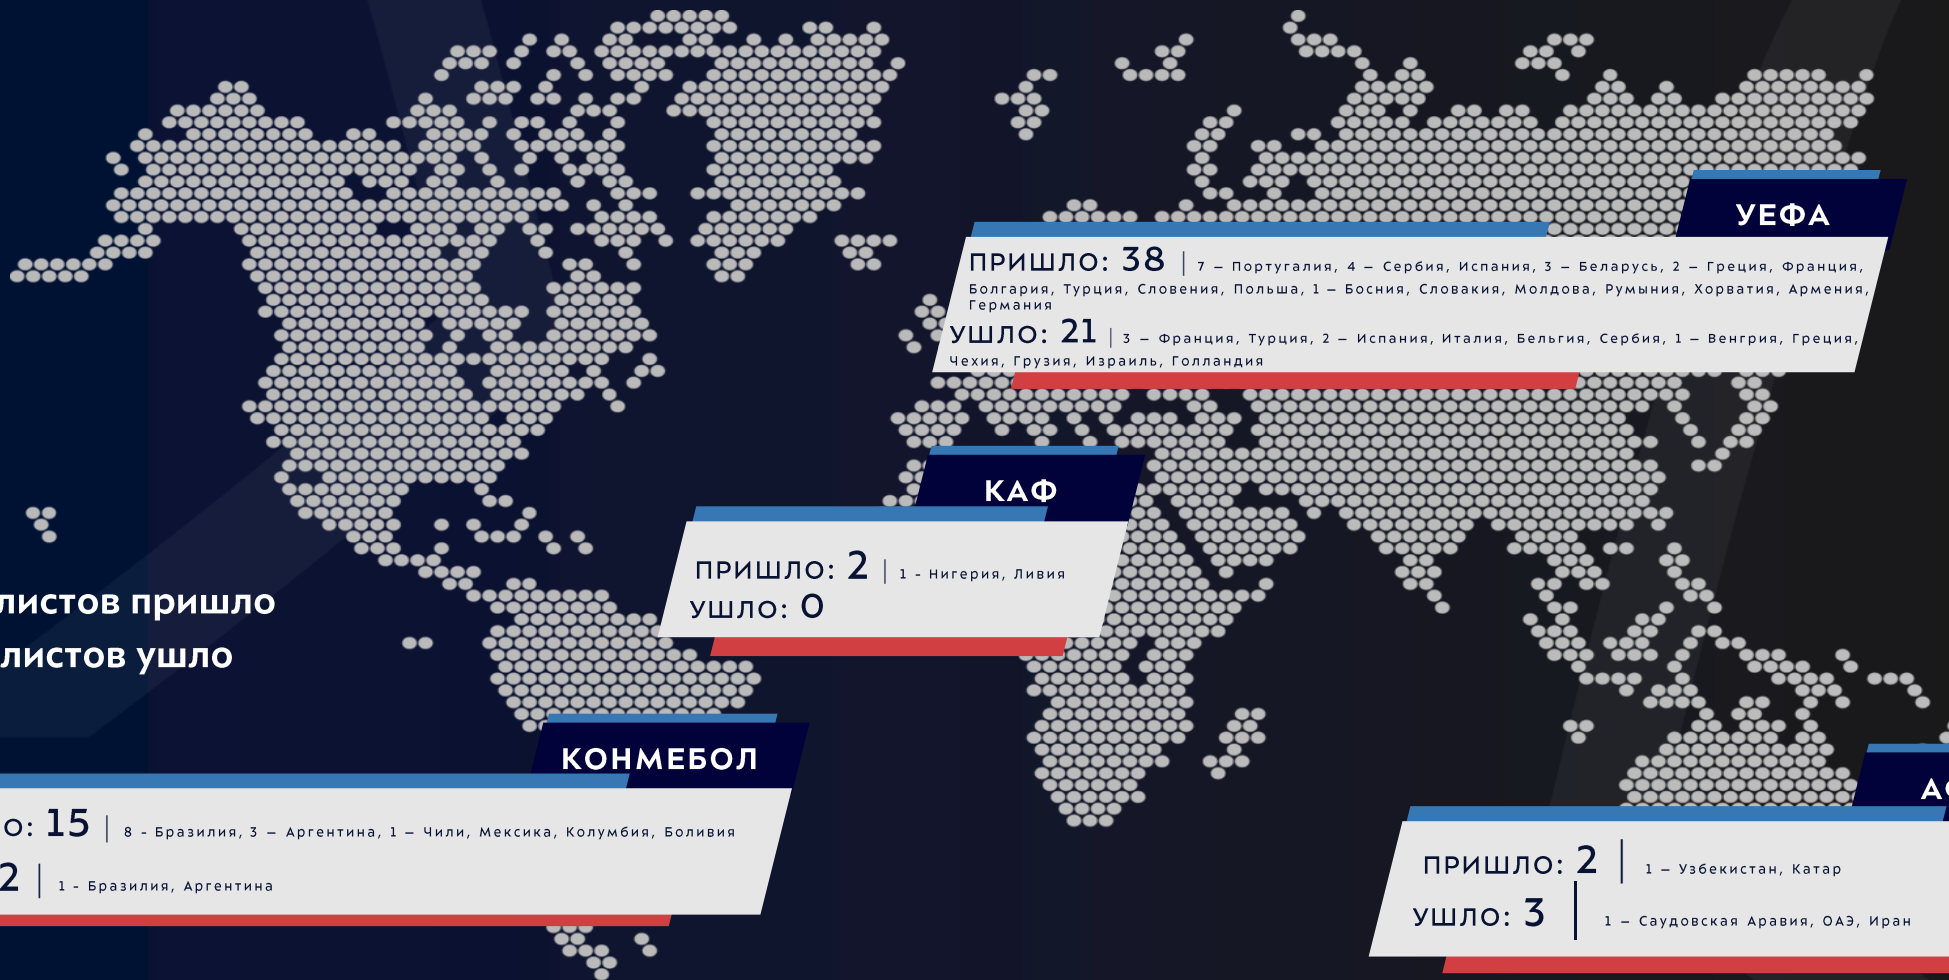 УЕФА
ПРИШЛО: 38 | 7 – Португалия, 4 – Сербия, Испания, 3 – Беларусь, 2 – Греция, Франция,
Болгария, Турция, Словения, Польша, 1 – Босния, Словакия, Молдова, Румыния, Хорватия, Армения,
Германия
УШЛО: 21 | 3 – Франция, Турция, 2 – Испания, Италия, Бельгия, Сербия, 1 – Венгрия, Греция,
Чехия, Грузия, Израиль, Голландия
КАФ
ПРИШЛО: 2 | 1 - Нигерия, Ливия
УШЛО: 0
листов пришло
листов ушло
КОНМЕБОЛ
О: 15 | 8 - Бразилия, 3 – Аргентина, 1 – Чили, Мексика, Колумбия, Боливия
2 | 1 - Бразилия, Аргентина
А
ПРИШЛО: 2 | 1 – Узбекистан, Катар
УШЛО: 3 | 1 – Саудовская Аравия, ОАЭ, Иран